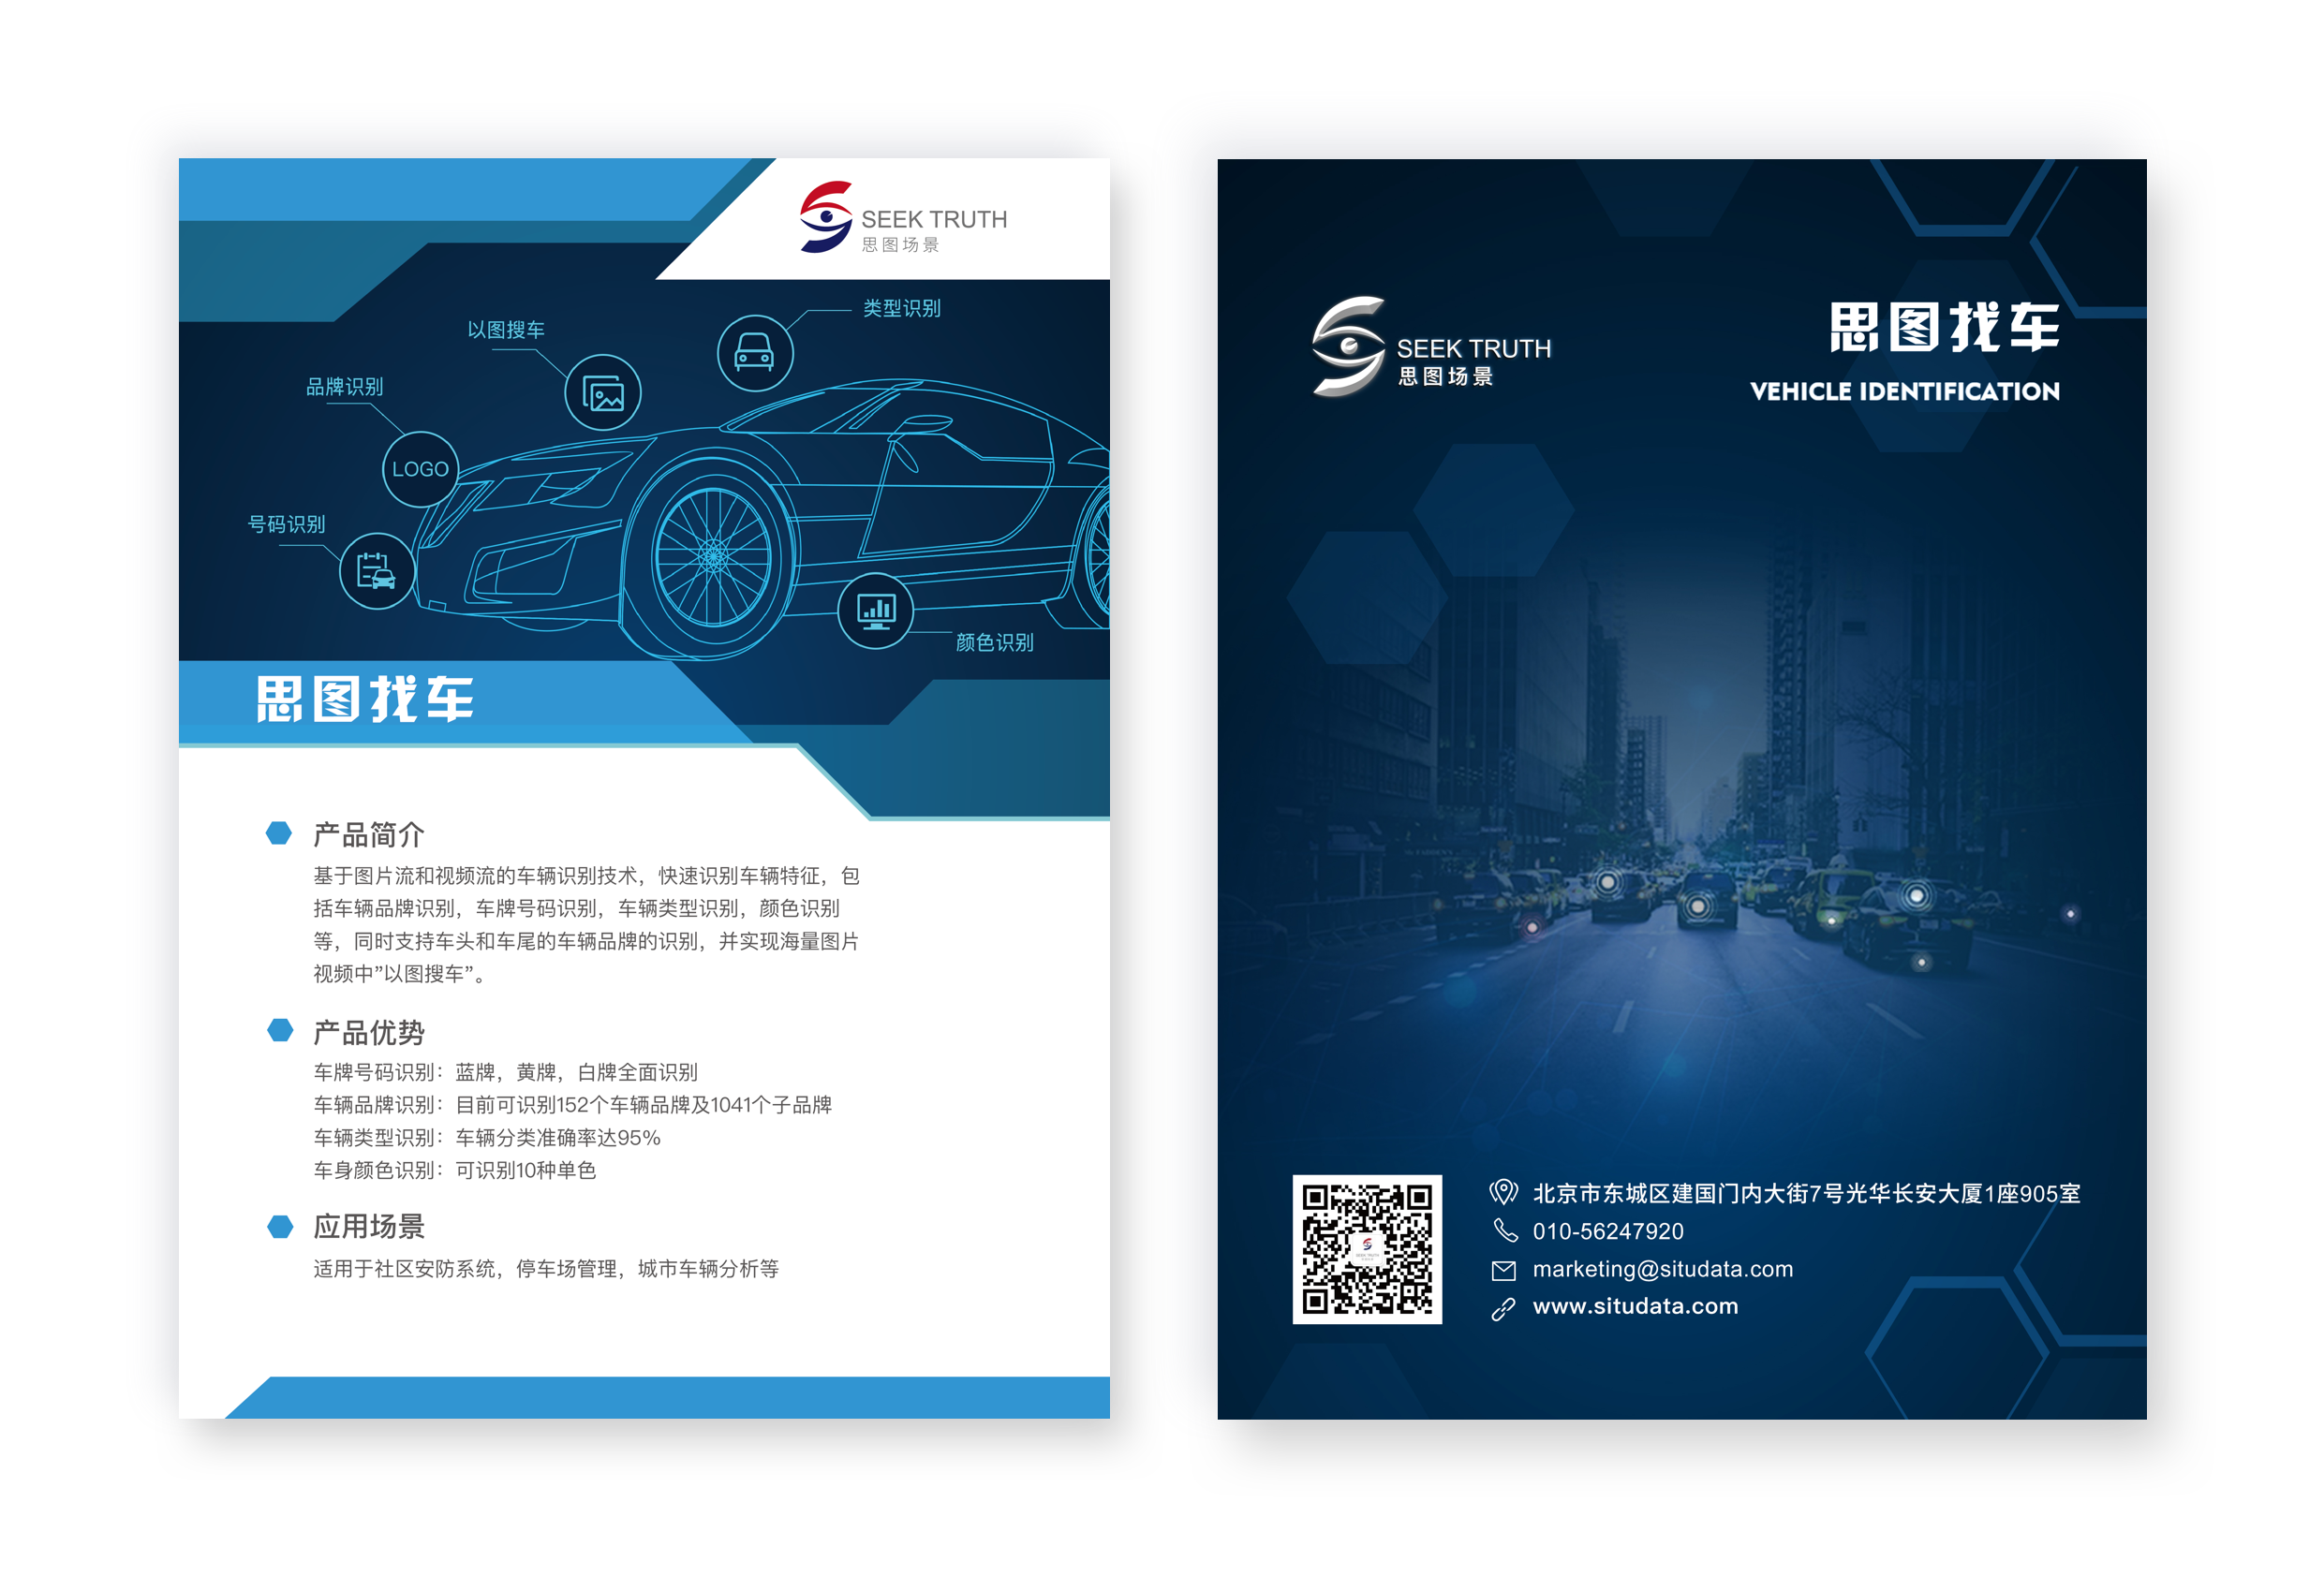 SEEK TRUTH
思图场景
类型识别
以图搜车
品牌识别
LOGO
号码识别
颜色识别
思图找车
产品简介
基于图片流和视频流的车辆识别技术，快速识别车辆特征，包
括车辆品牌识别，车牌号码识别，车辆类型识别，颜色识别
等，同时支持车头和车尾的车辆品牌的识别，并实现海量图片
视频中”以图搜车”。
产品优势
车牌号码识别：蓝牌，黄牌，白牌全面识别
车辆品牌识别：目前可识别152个车辆品牌及1041个子品牌
车辆类型识别：车辆分类准确率达95%
车身颜色识别：可识别10种单色
应用场景
适用于社区安防系统，停车场管理，城市车辆分析等
SEEK TRUTH
思图场景
思图找车
VEHICLE IDENTIFICATION
北京市东城区建国门内大街7号光华长安大厦1座905室
010-56247920
marketing@situdata.com
www.situdata.com